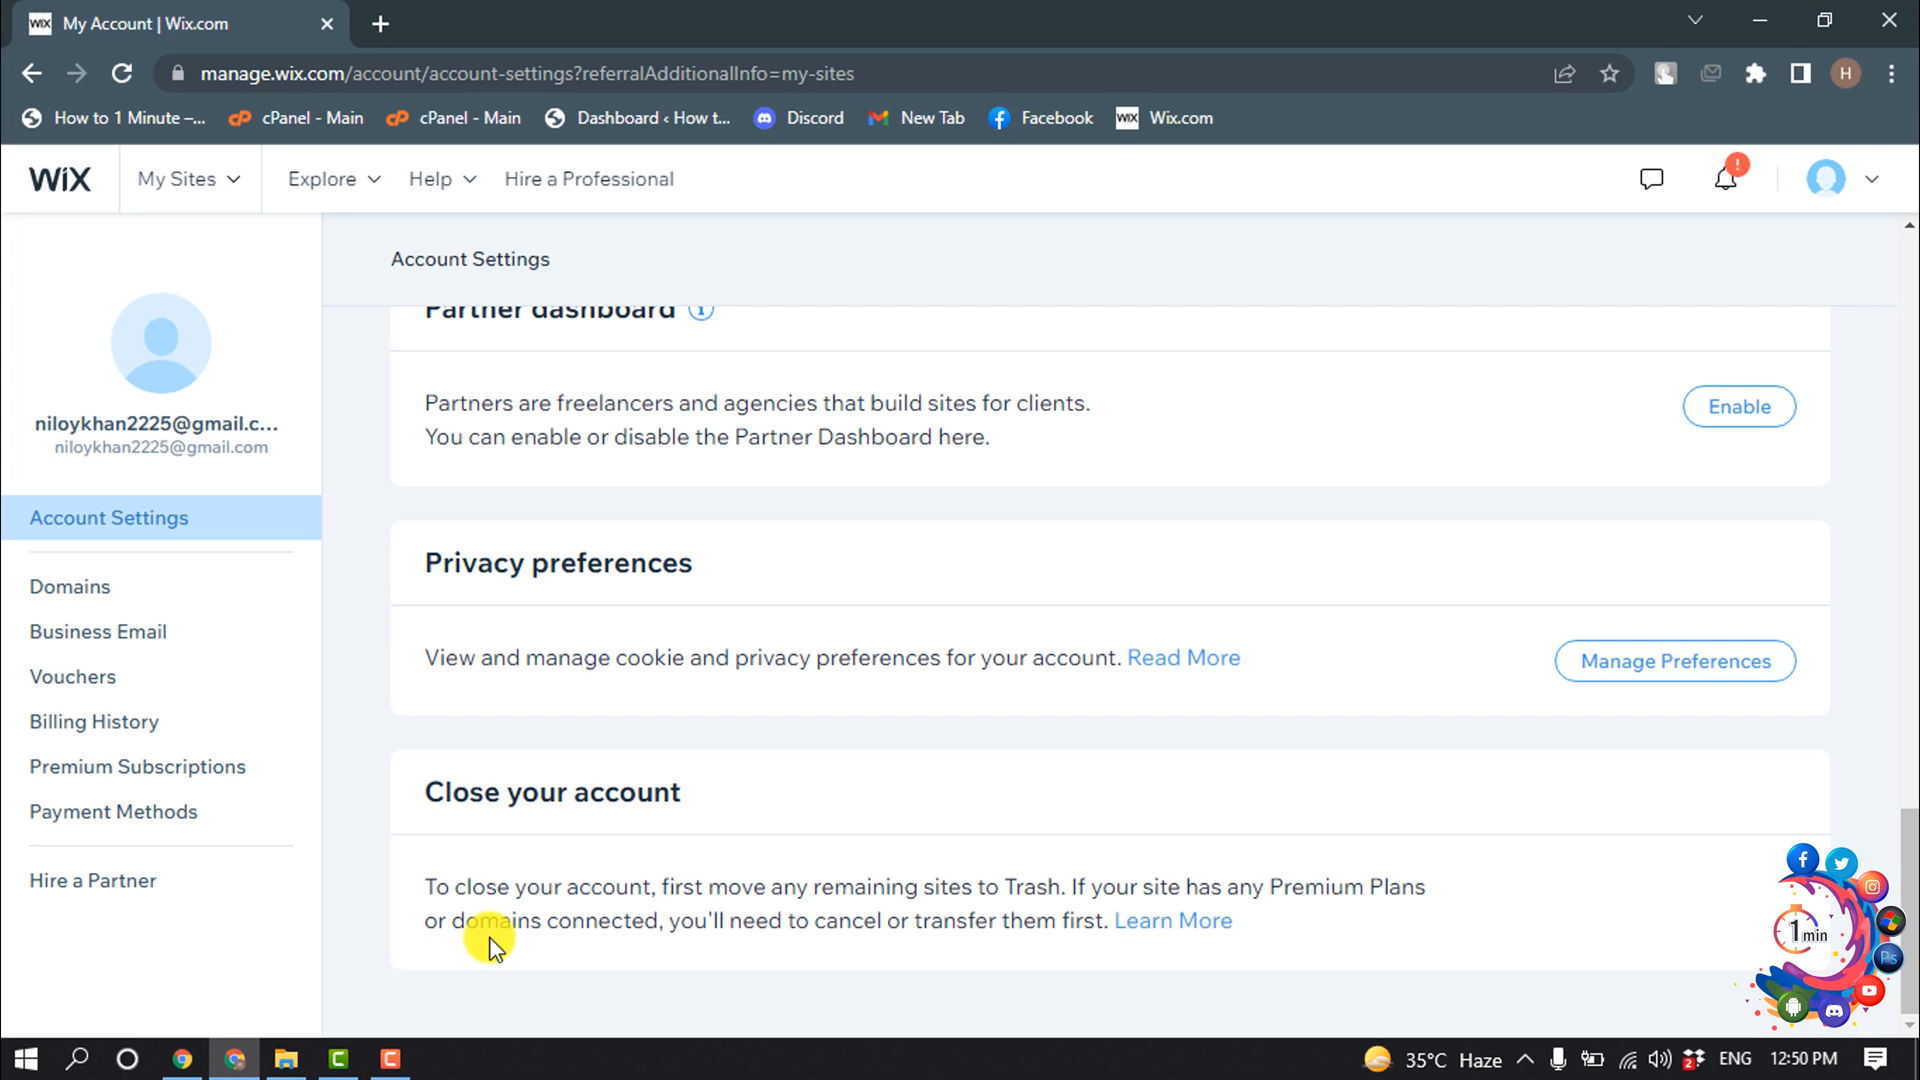 WiX My Account | Wix.com
manage.wix.com/account/account-settings?referralAdditionalInfo=my-sites
H
How to 1 Minute –... cP cPanel - Main cP cPanel - Main Dashboard ‹ How t... Discord New Tab Facebook WiX Wix.com
WiX My Sites Explore Help Hire a Professional
!
Account Settings
Partner dashboard i
Partners are freelancers and agencies that build sites for clients.
You can enable or disable the Partner Dashboard here.
Enable
niloykhan2225@gmail.c...
niloykhan2225@gmail.com
Account Settings
Domains
Business Email
Vouchers
Billing History
Premium Subscriptions
Payment Methods
Hire a Partner
Privacy preferences
View and manage cookie and privacy preferences for your account. Read More
Manage Preferences
Close your account
To close your account, first move any remaining sites to Trash. If your site has any Premium Plans
or domains connected, you'll need to cancel or transfer them first. Learn More
1 min
Ps
C C 35°C Haze 2 ENG 12:50 PM